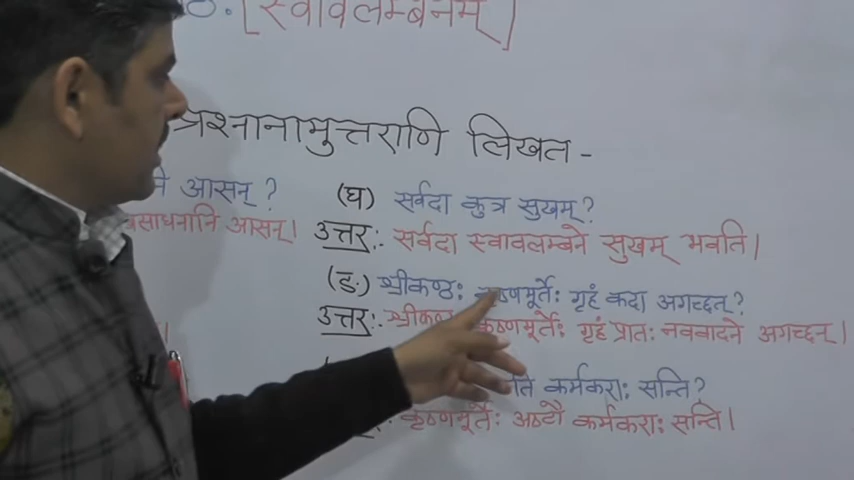 [स्वावलम्बनम्]
प्रश्नानामुत्तराणि लिखत -
आसन् ?
साधनानि आसन्।
(घ) सर्वदा कुत्र सुखम् ?
उत्तर:- सर्वदा स्वावलम्बने सुखम् भवति।
(ङ) श्रीकण्ठः कृष्णमूर्तेः गृहं कदा अगच्छत् ?
उत्तर:- श्रीकण्ठः कृष्णमूर्तेः गृहं प्रातः नववादने अगच्छत्।
कर्मकराः सन्ति ?
कृष्णमूर्तेः अष्टौ कर्मकराः सन्ति।